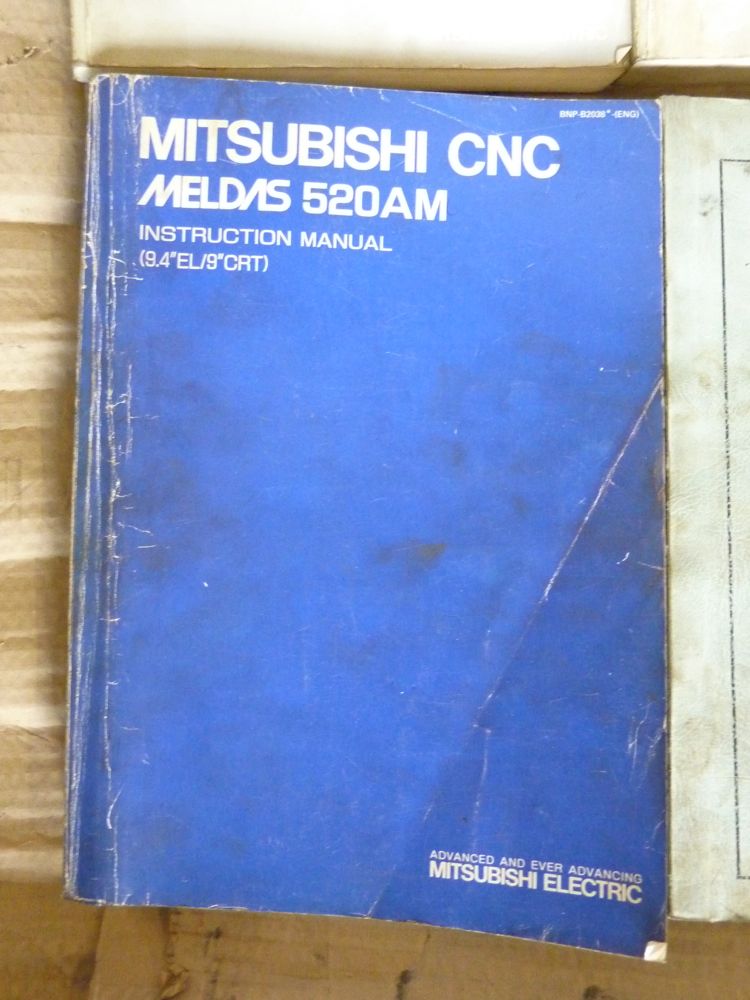 BNP-B2036*-(ENG)
MITSUBISHI CNC
MELDAS 520AM
INSTRUCTION MANUAL
(9.4"EL/9"CRT)
ADVANCED AND EVER ADVANCING
MITSUBISHI ELECTRIC